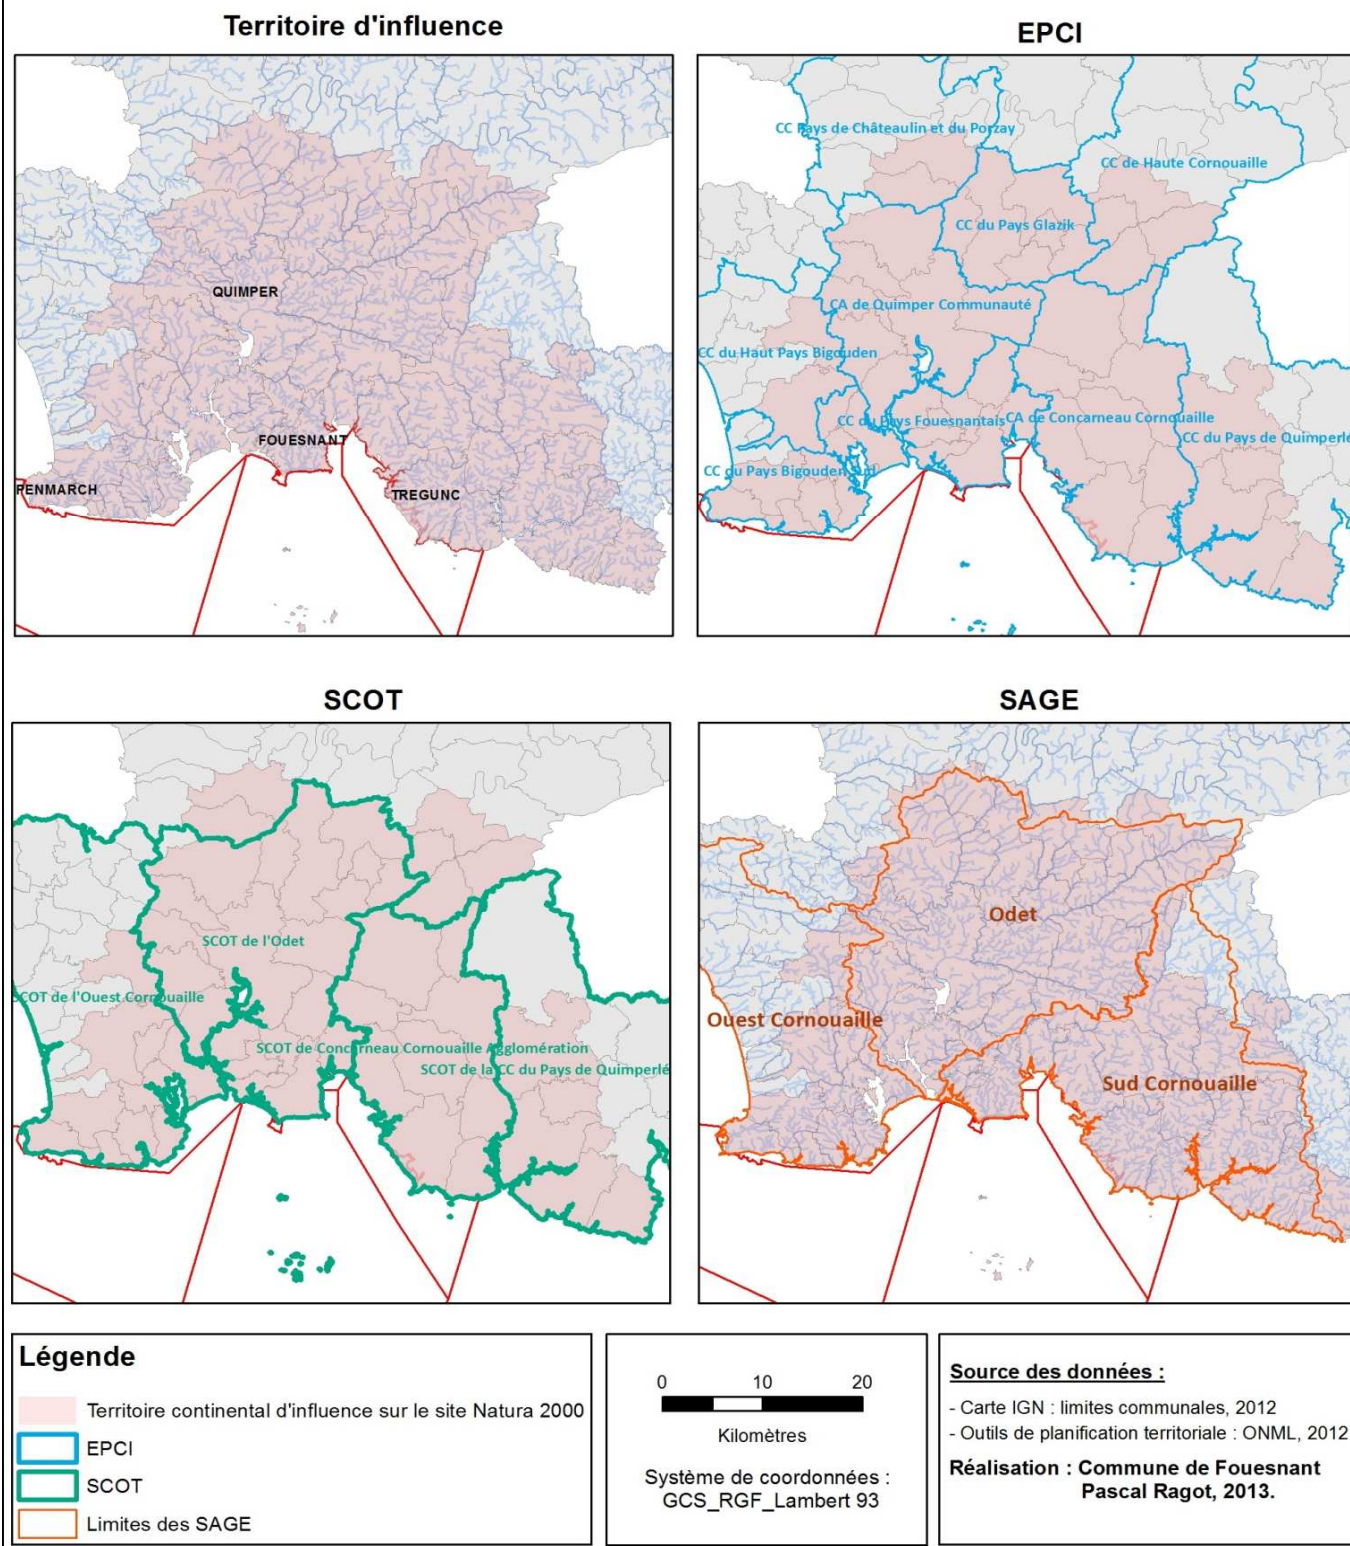 Territoire d'influence
QUIMPER
FOUESNANT
PENMARCH
TREGUNC
EPCI
CC Pays de Châteaulin et du Porzay
CC de Haute Cornouaille
CC du Pays Glazik
CA de Quimper Communauté
CC du Haut Pays Bigouden
CC du Pays Fouesnantais
CA de Concarneau Cornouaille
CC du Pays de Quimperlé
CC du Pays Bigouden Sud
SCOT
SCOT de l'Odet
SCOT de l'Ouest Cornouaille
SCOT de Concarneau Cornouaille Agglomération
SCOT de la CC du Pays de Quimperlé
SAGE
Odet
Ouest Cornouaille
Sud Cornouaille
Légende
Territoire continental d'influence sur le site Natura 2000
EPCI
SCOT
Limites des SAGE
0 10 20
Kilomètres
Système de coordonnées :
GCS_RGF_Lambert 93
Source des données :
- Carte IGN : limites communales, 2012
- Outils de planification territoriale : ONML, 2012
Réalisation : Commune de Fouesnant
Pascal Ragot, 2013.